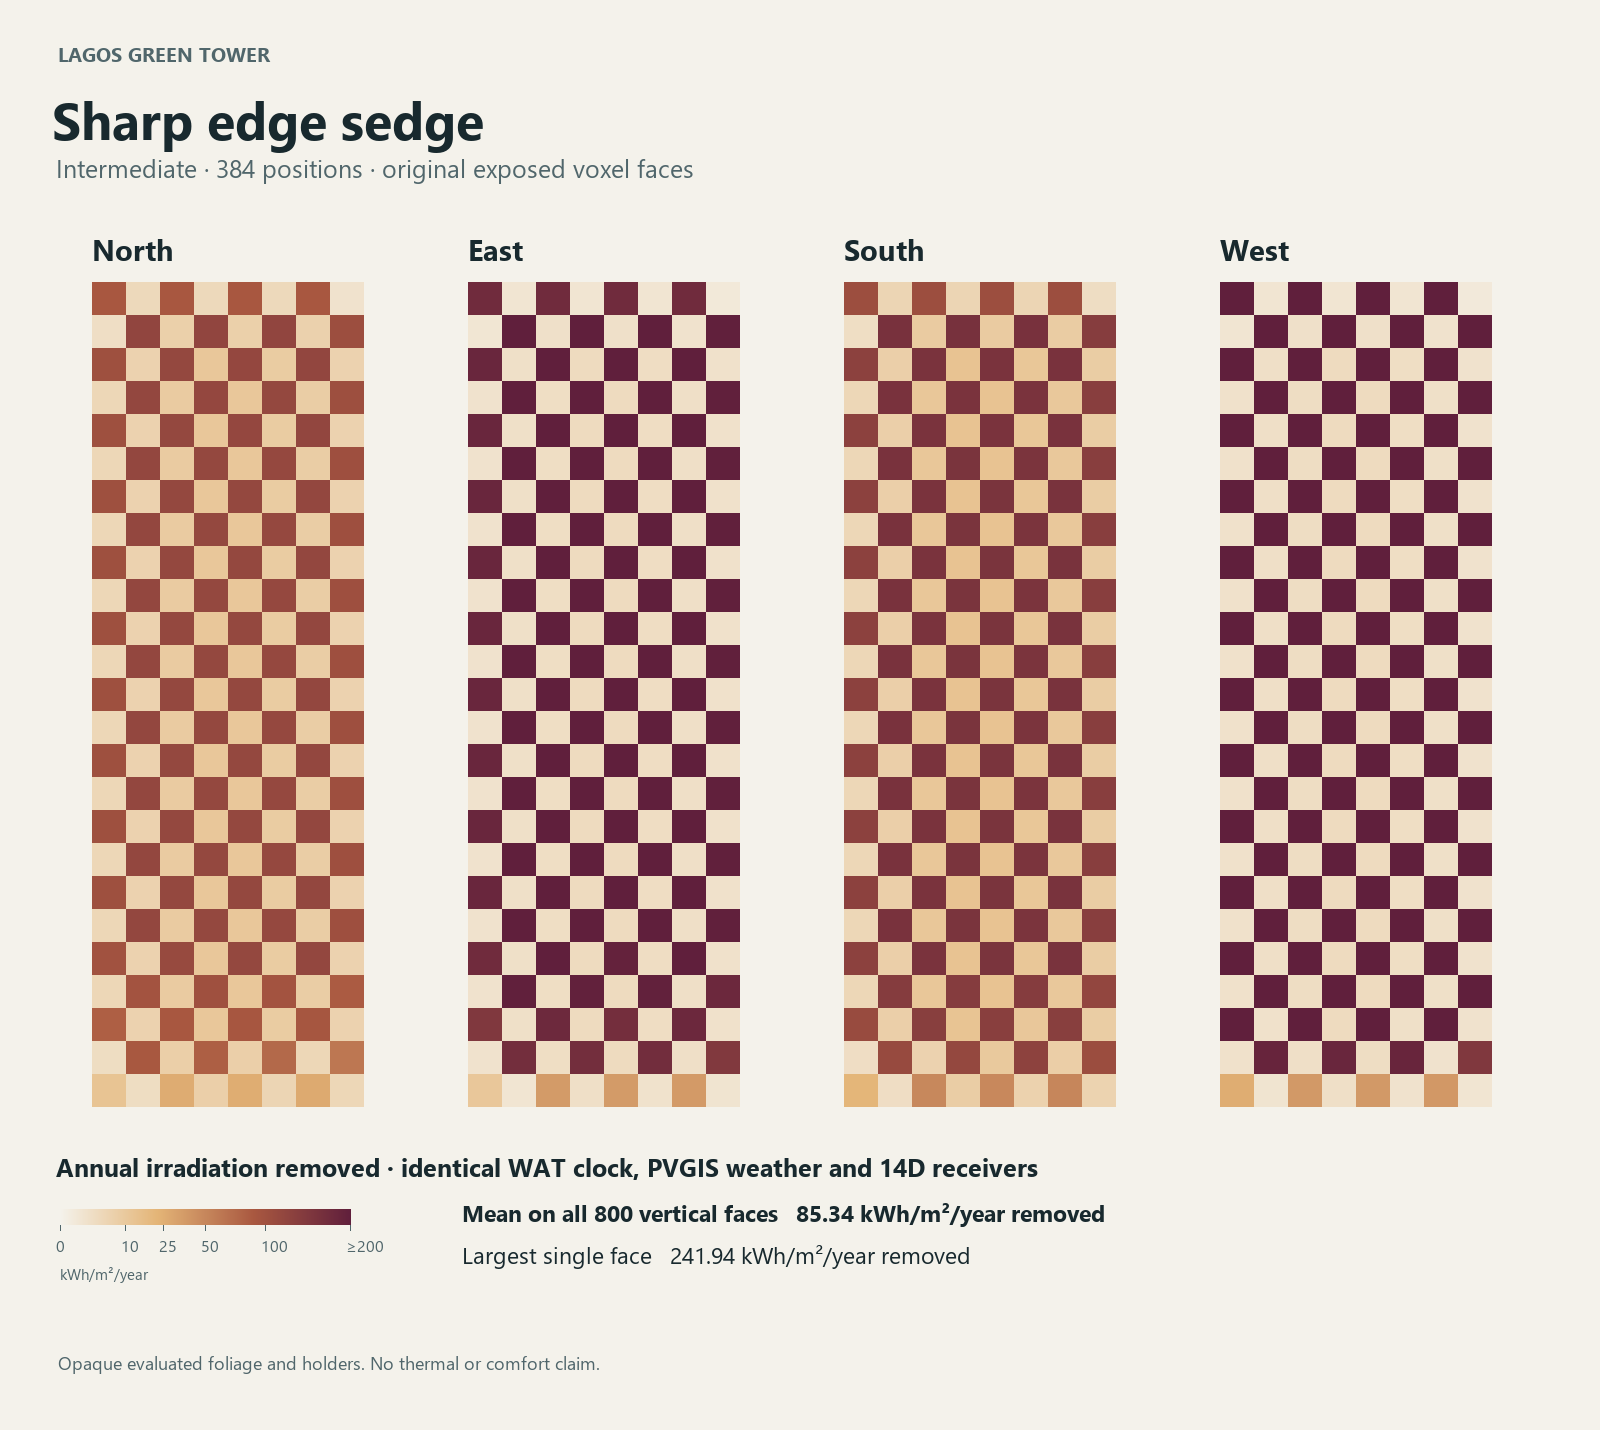 LAGOS GREEN TOWER
Sharp edge sedge
Intermediate · 384 positions · original exposed voxel faces
North East South West
Annual irradiation removed · identical WAT clock, PVGIS weather and 14D receivers
Mean on all 800 vertical faces 85.34 kWh/m²/year removed
0 10 25 50 100 ≥200
Largest single face 241.94 kWh/m²/year removed
kWh/m²/year
Opaque evaluated foliage and holders. No thermal or comfort claim.